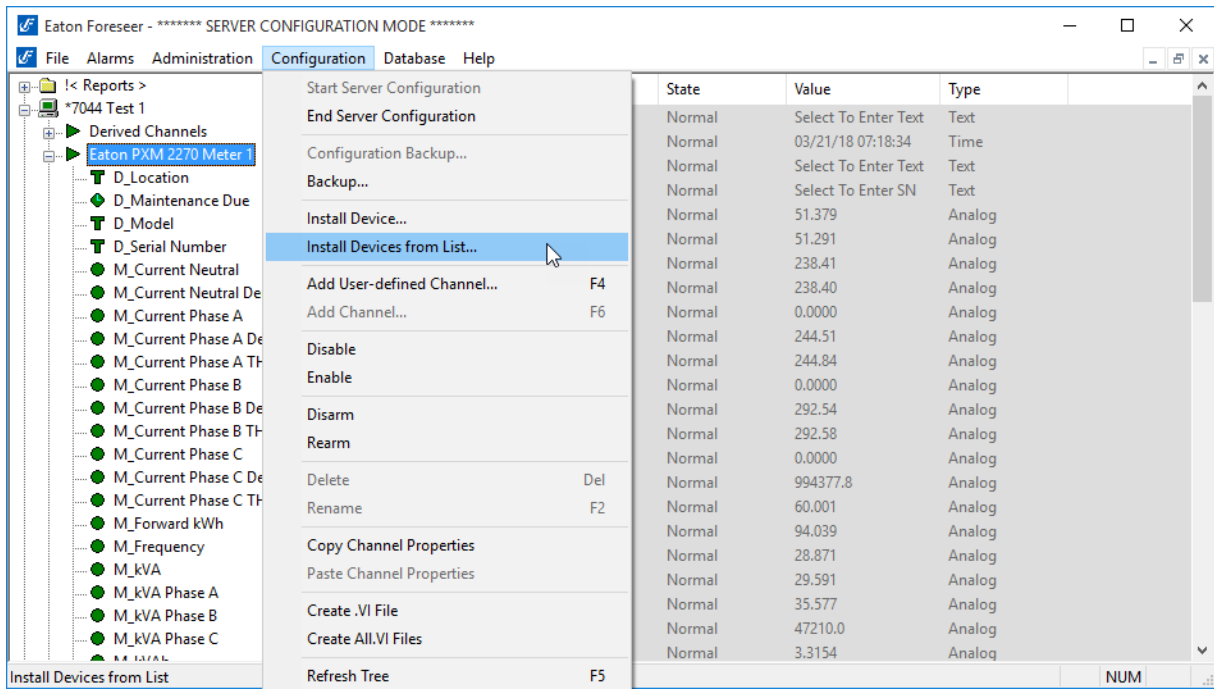 Eaton Foreseer - ******* SERVER CONFIGURATION MODE *******
File Alarms Administration Configuration Database Help
!< Reports >
*7044 Test 1
Derived Channels
Eaton PXM 2270 Meter 1
D_Location
D_Maintenance Due
D_Model
D_Serial Number
M_Current Neutral
M_Current Neutral De
M_Current Phase A
M_Current Phase A De
M_Current Phase A TH
M_Current Phase B
M_Current Phase B De
M_Current Phase B TH
M_Current Phase C
M_Current Phase C De
M_Current Phase C TH
M_Forward kWh
M_Frequency
M_kVA
M_kVA Phase A
M_kVA Phase B
M_kVA Phase C
M_kVAh
Start Server Configuration
End Server Configuration
Configuration Backup...
Backup...
Install Device...
Install Devices from List...
Add User-defined Channel... F4
Add Channel... F6
Disable
Enable
Disarm
Rearm
Delete Del
Rename F2
Copy Channel Properties
Paste Channel Properties
Create .VI File
Create All.VI Files
Refresh Tree F5
State Value Type
Normal Select To Enter Text Text
Normal 03/21/18 07:18:34 Time
Normal Select To Enter Text Text
Normal Select To Enter SN Text
Normal 51.379 Analog
Normal 51.291 Analog
Normal 238.41 Analog
Normal 238.40 Analog
Normal 0.0000 Analog
Normal 244.51 Analog
Normal 244.84 Analog
Normal 0.0000 Analog
Normal 292.54 Analog
Normal 292.58 Analog
Normal 0.0000 Analog
Normal 994377.8 Analog
Normal 60.001 Analog
Normal 94.039 Analog
Normal 28.871 Analog
Normal 29.591 Analog
Normal 35.577 Analog
Normal 47210.0 Analog
Normal 3.3154 Analog
Install Devices from List
NUM